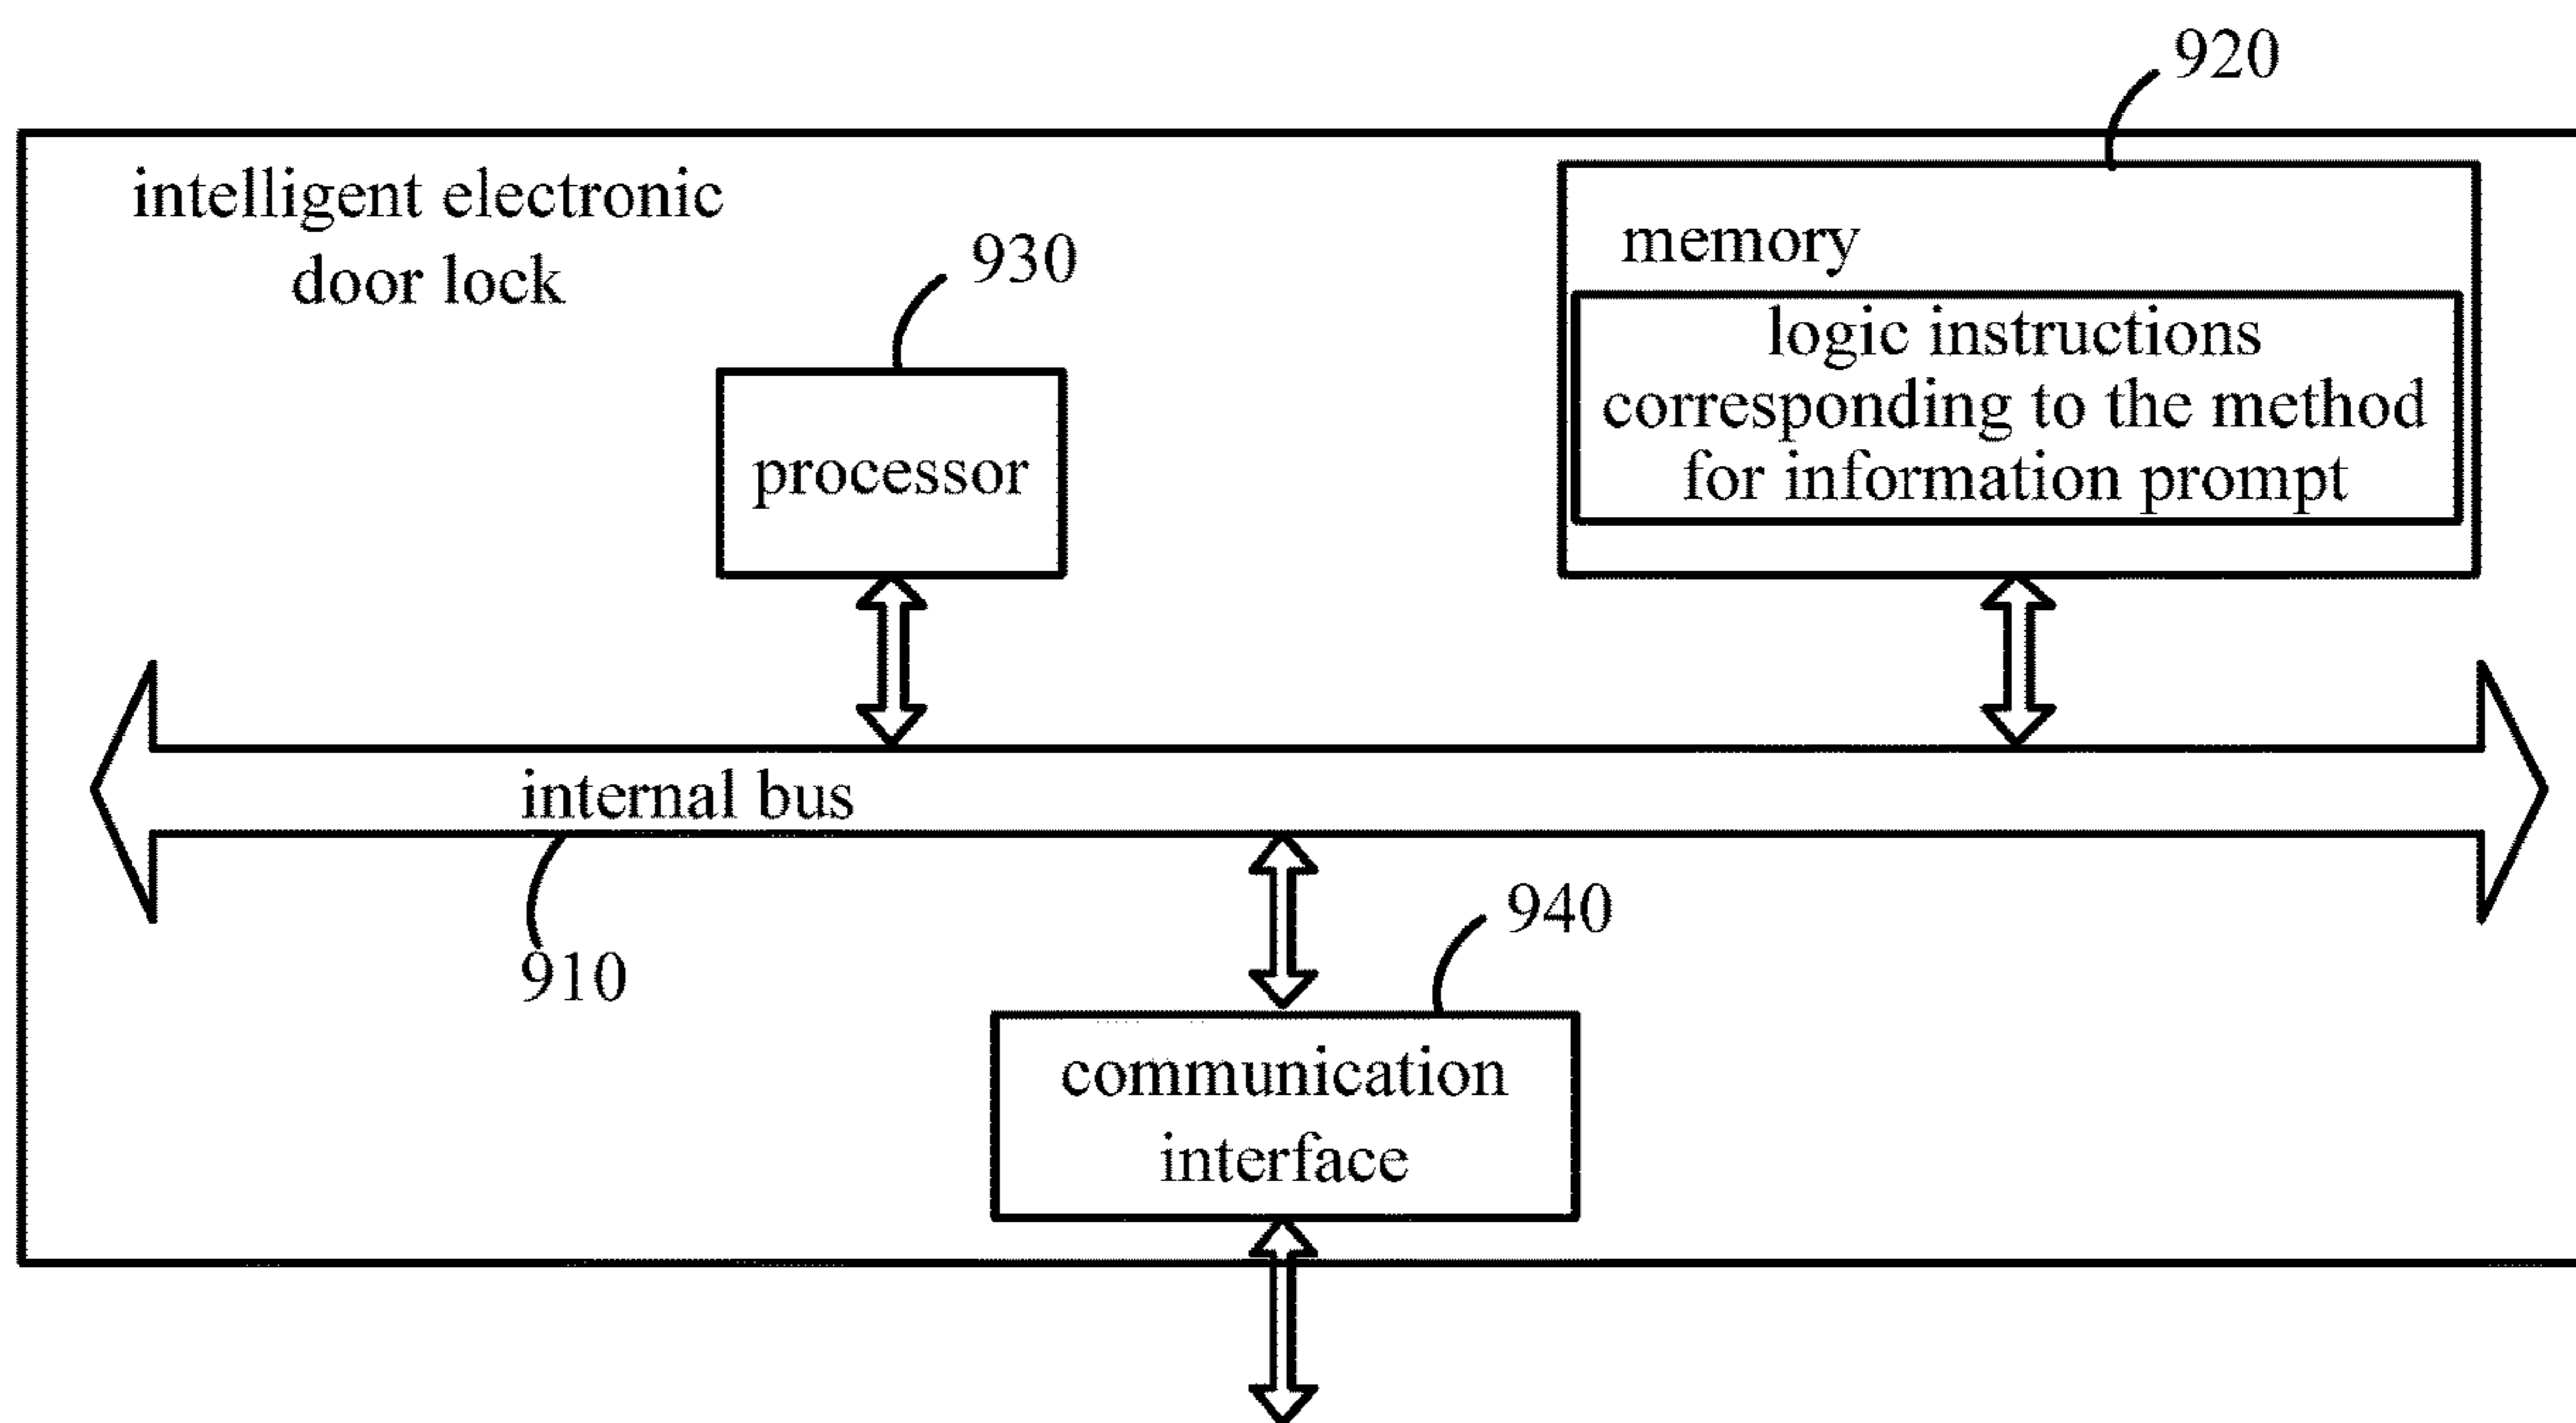 920
intelligent electronic
door lock
930
memory
logic instructions
corresponding to the method
for information prompt
processor
internal bus
940
910
communication
interface